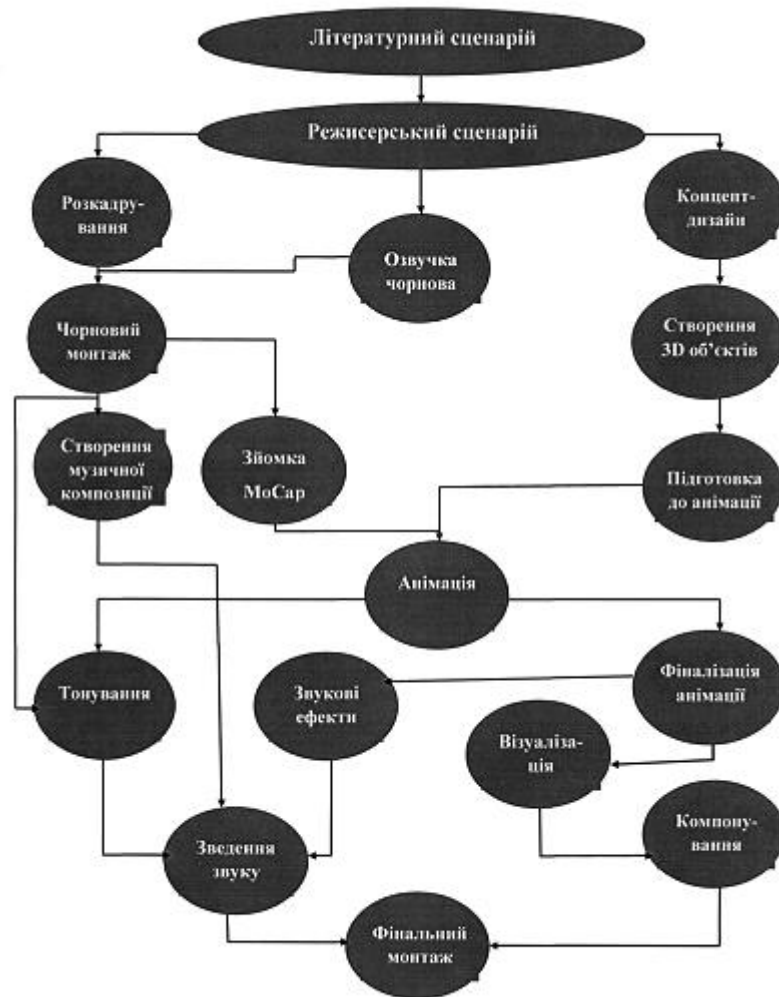 Літературний сценарій
Режисерський сценарій
Розкадру-
вання
Концепт-
дизайн
Озвучка
чорнова
Чорновий
монтаж
Створення
3D об’єктів
Створення
музичної
композиції
Зйомка
MoCap
Підготовка
до анімації
Анімація
Тонування
Звукові
ефекти
Фіналізація
анімації
Візуаліза-
ція
Компону-
вання
Зведення
звуку
Фінальний
монтаж